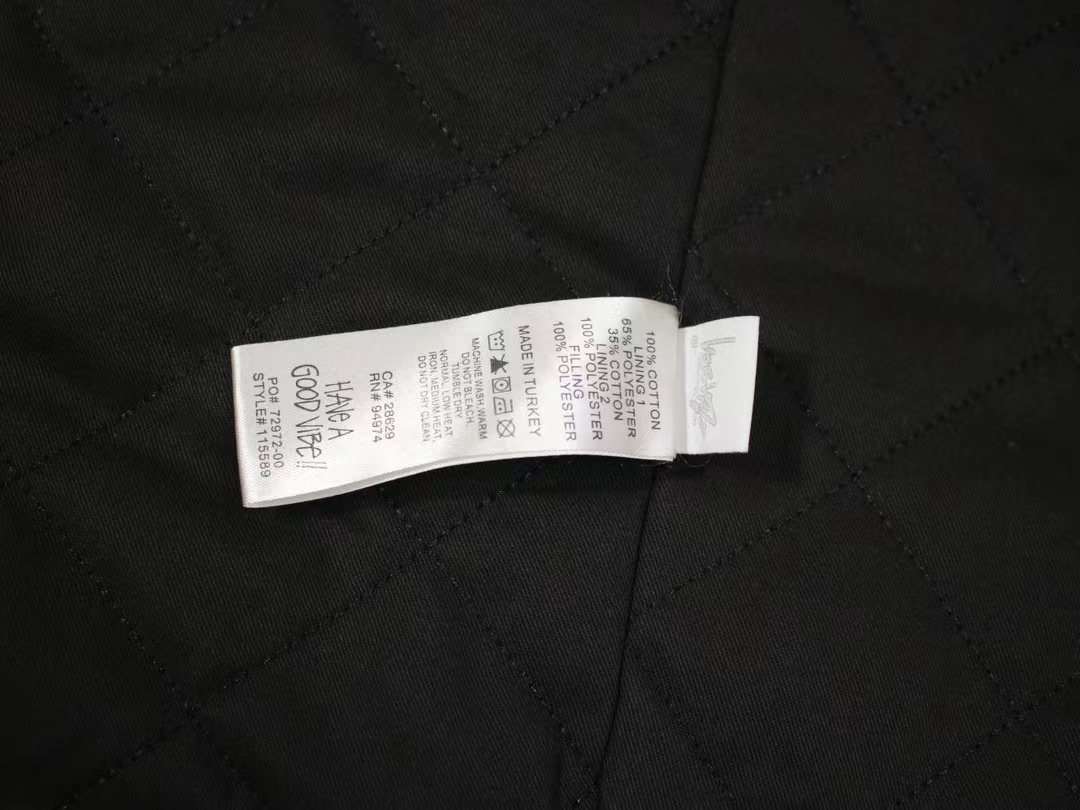 100% COTTON
LINING 1
65% POLYESTER
35% COTTON
LINING 2
100% POLYESTER
FILLING
100% POLYESTER
MADE IN TURKEY
MACHINE WASH, WARM
DO NOT BLEACH,
TUMBLE DRY
NORMAL, LOW HEAT,
IRON, MEDIUM HEAT,
DO NOT DRY CLEAN
CA# 28629
RN# 94974
HAVE A
GOOD VIBE!!
PO# 72972-00
STYLE# 115589